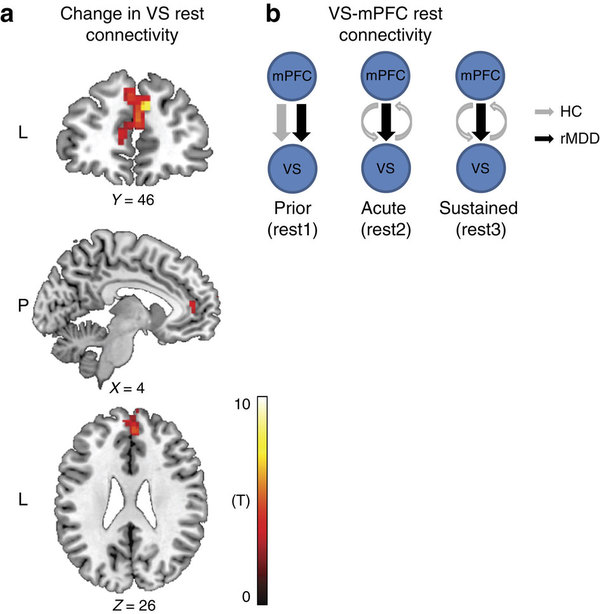 a
Change in VS rest
connectivity
L
Y = 46
P
X = 4
L
Z = 26
10
(T)
0
b
VS-mPFC rest
connectivity
mPFC mPFC mPFC
HC
rMDD
VS VS VS
Prior Acute Sustained
(rest1) (rest2) (rest3)